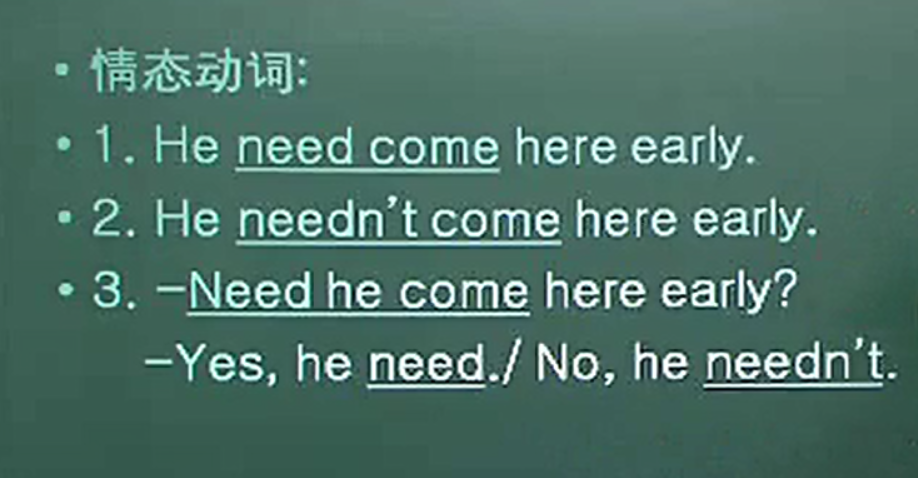 • 情态动词:
• 1. He need come here early.
• 2. He needn't come here early.
• 3. –Need he come here early?
–Yes, he need./ No, he needn't.